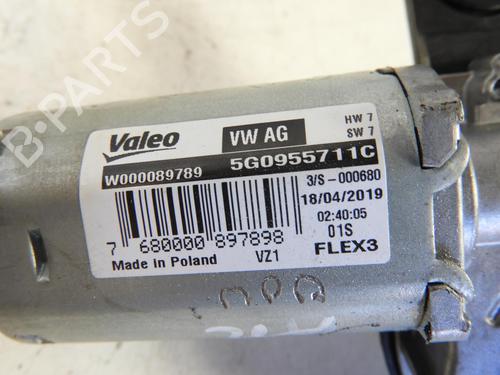 B-PARTS
Valeo
VW AG
HW 7
SW 7
W000089789
5G0955711C
3/S-000680
18/04/2019
02:40:05
01S
FLEX3
7 680000 897898
Made in Poland
VZ1